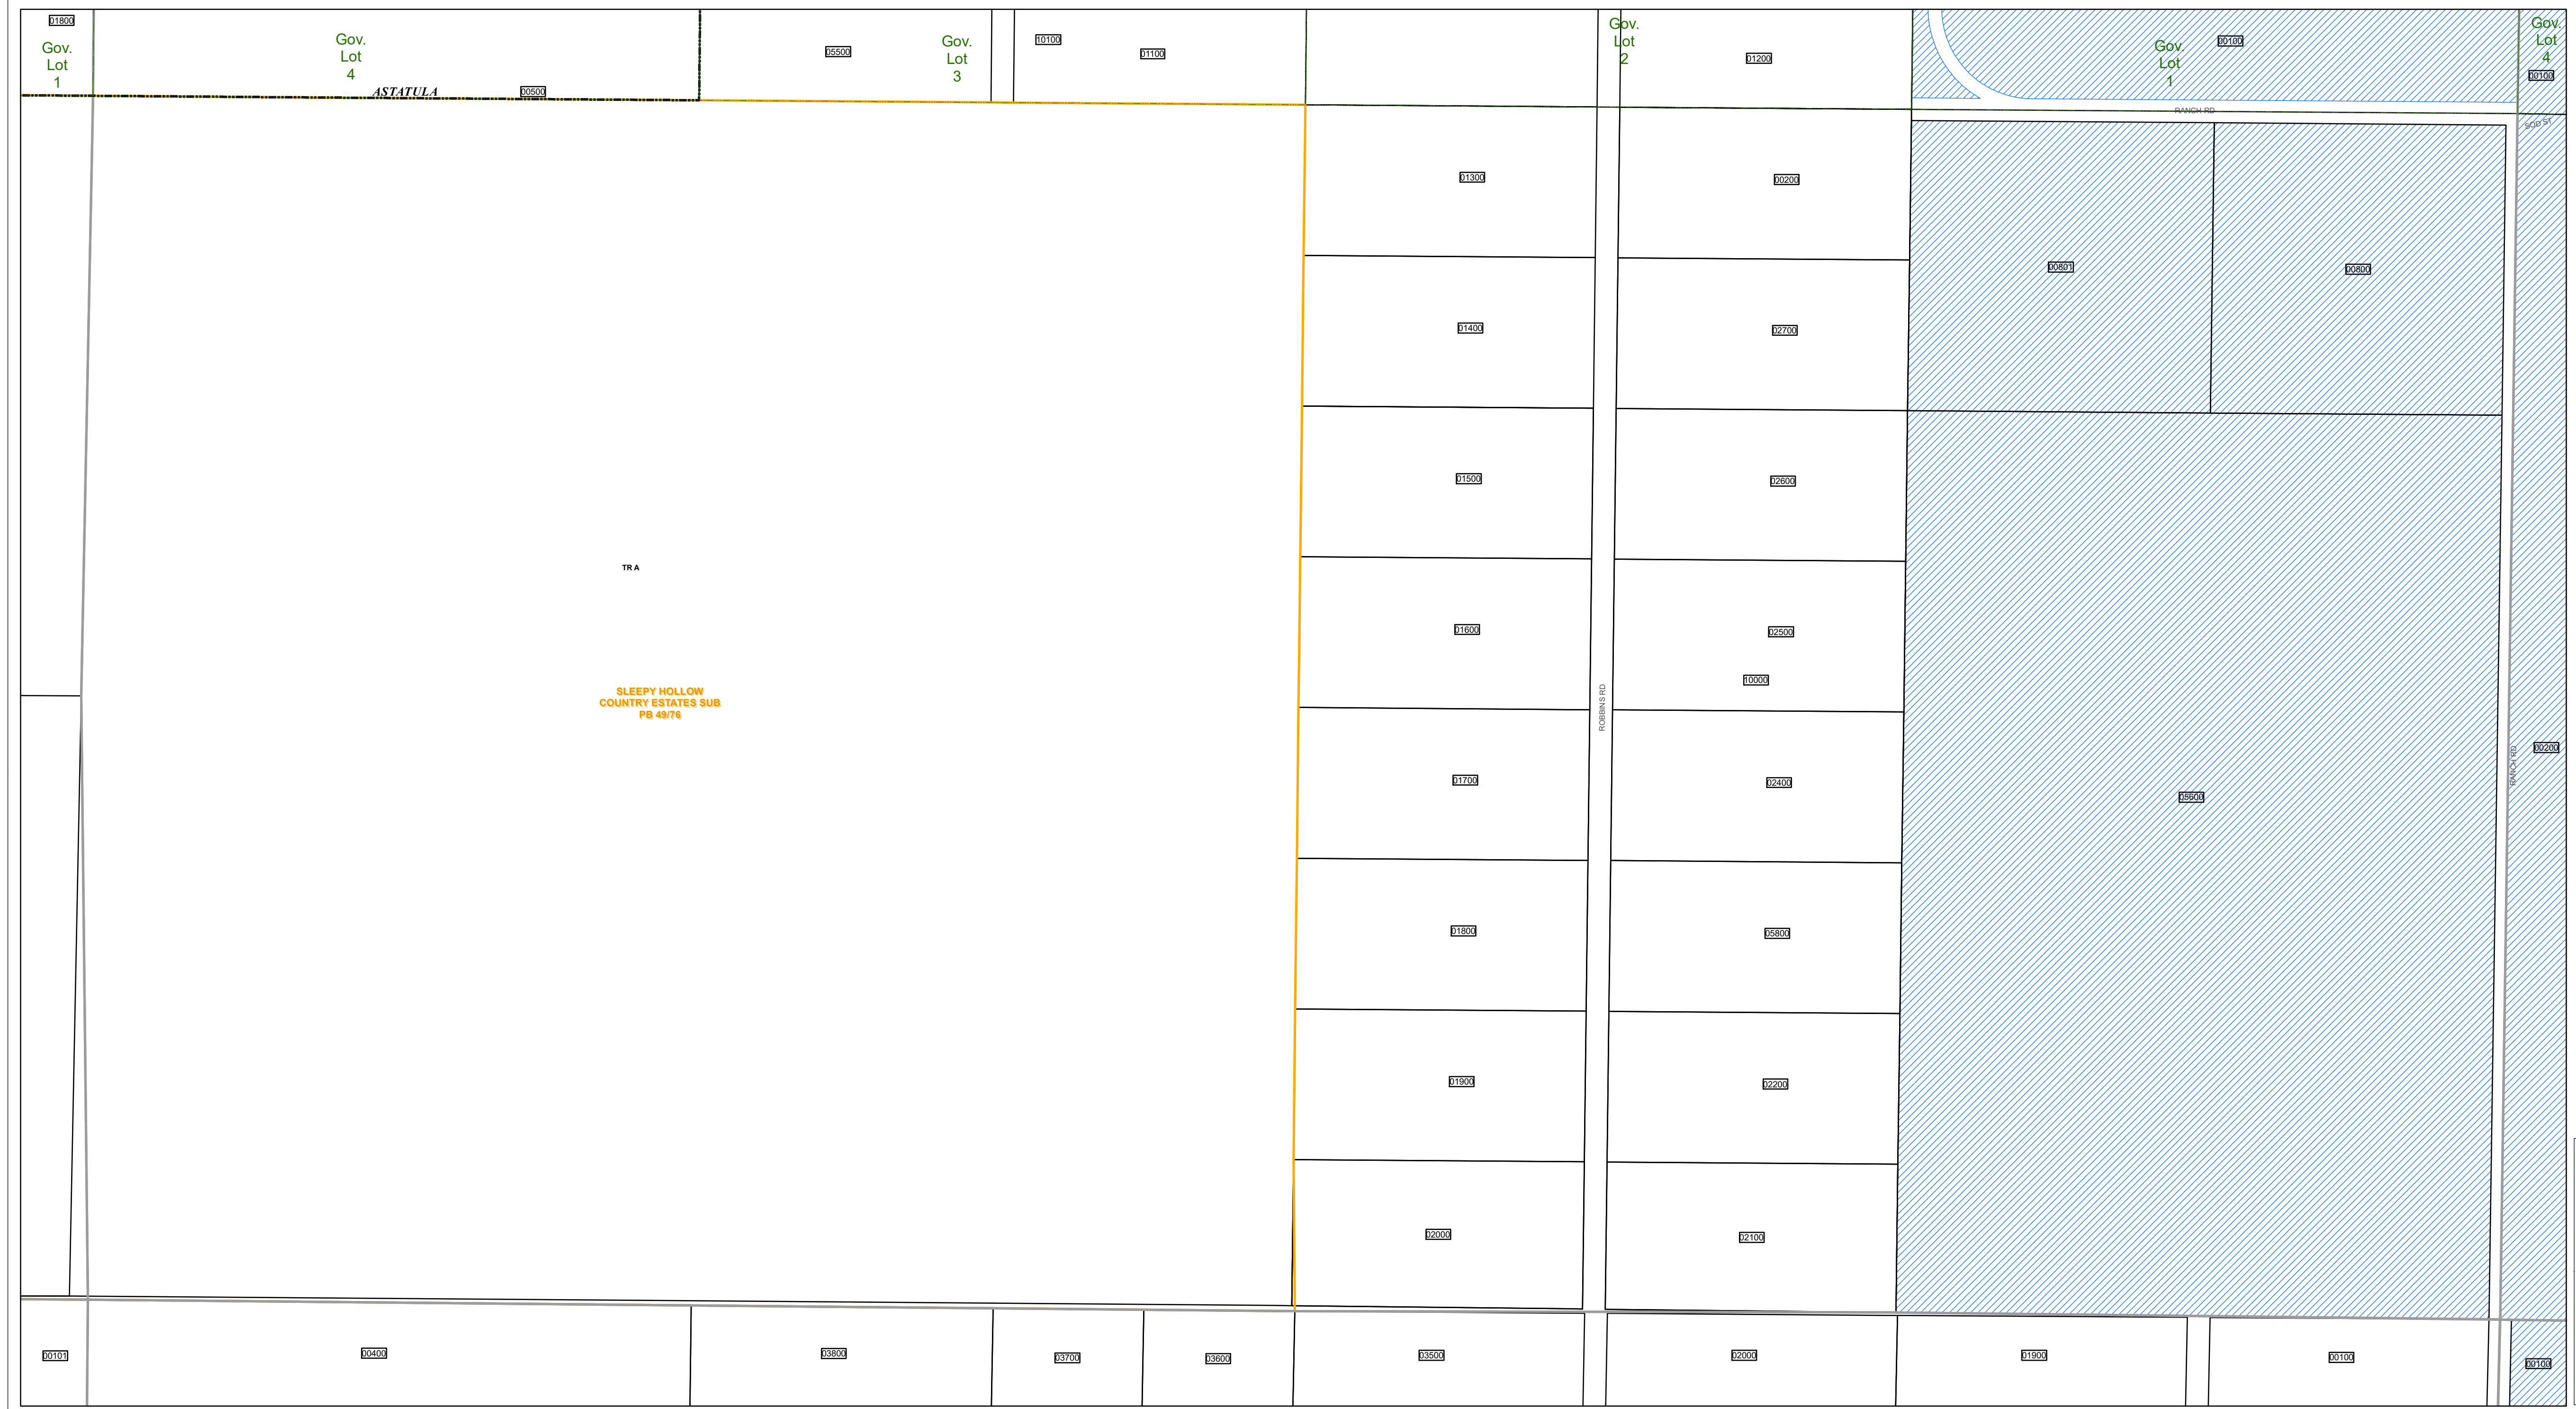 01800
Gov.
Lot
1
Gov.
Lot
4
ASTATULA
00500
05500
Gov.
Lot
3
10100
01100
Gov.
Lot
2
01200
Gov.
Lot
1
00100
Gov.
Lot
4
00100
RANCH RD
SOD ST
01300
00200
00801
00800
01400
02700
01500
02600
TR A
01600
02500
10000
SLEEPY HOLLOW
COUNTRY ESTATES SUB
PB 49/76
ROBBINS RD
01700
02400
05600
RANCH RD
00200
01800
05800
01900
02200
02000
02100
00101
00400
03800
03700
03600
03500
02000
01900
00100
00100